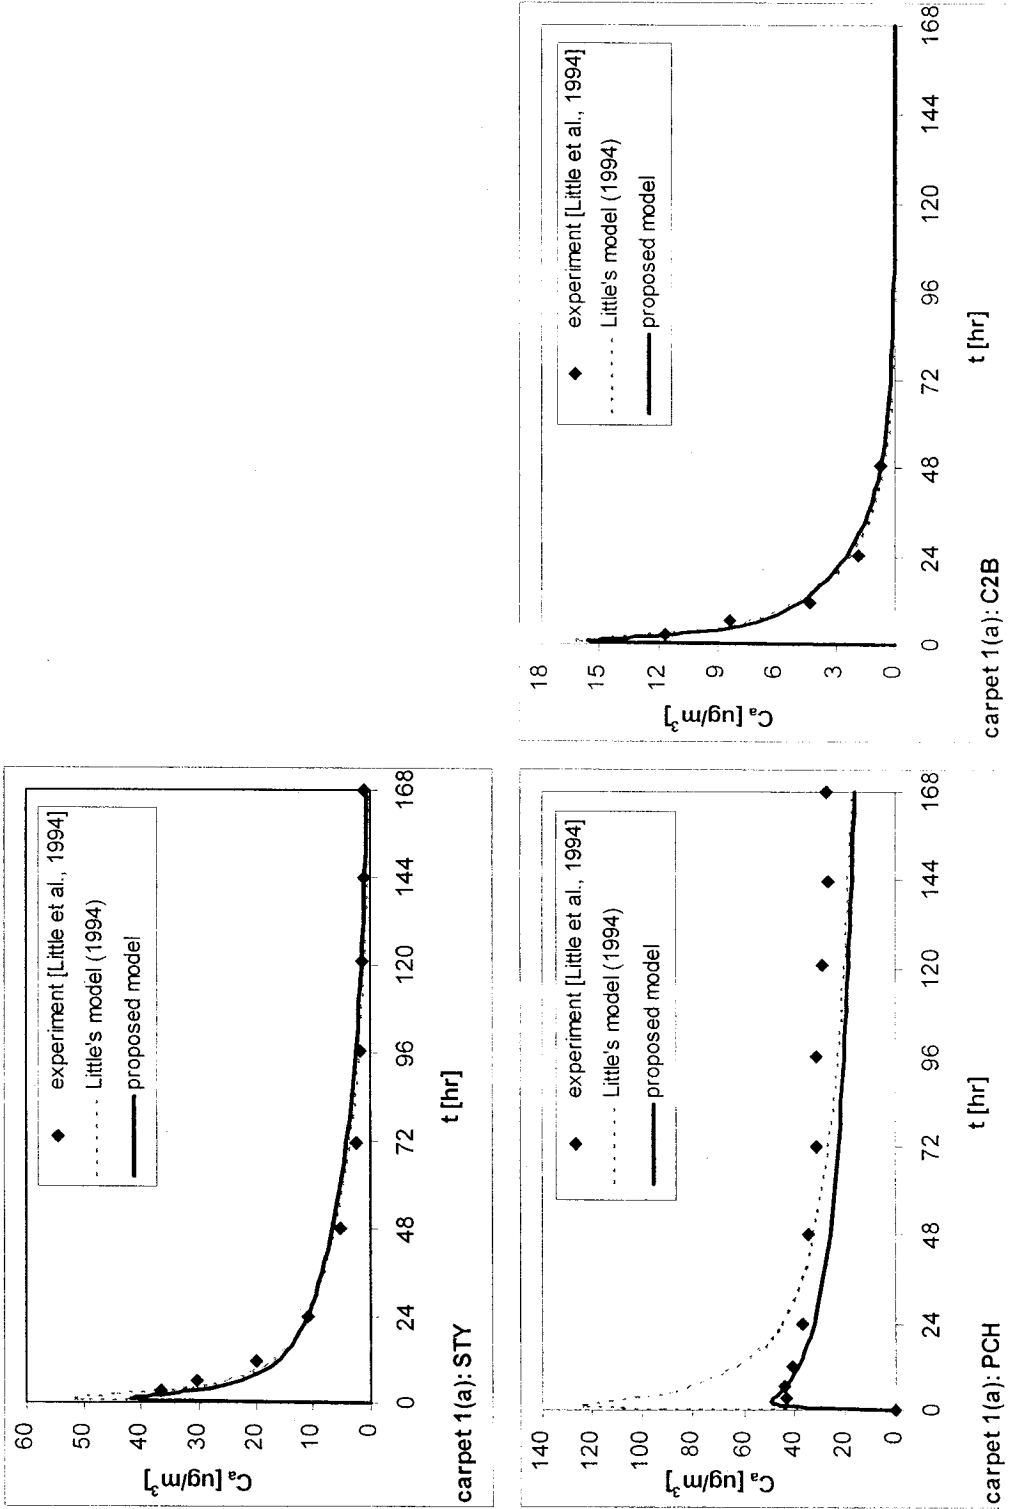 60
50
40
30
20
10
0
Cₐ [ug/m³]
experiment [Little et al., 1994]
Little's model (1994)
proposed model
0 24 48 72 96 120 144 168
t [hr]
carpet 1(a): STY
140
120
100
80
60
40
20
0
Cₐ [ug/m³]
experiment [Little et al., 1994]
Little's model (1994)
proposed model
0 24 48 72 96 120 144 168
t [hr]
carpet 1(a): PCH
18
15
12
9
6
3
0
Cₐ [ug/m³]
experiment [Little et al., 1994]
Little's model (1994)
proposed model
0 24 48 72 96 120 144 168
t [hr]
carpet 1(a): C2B